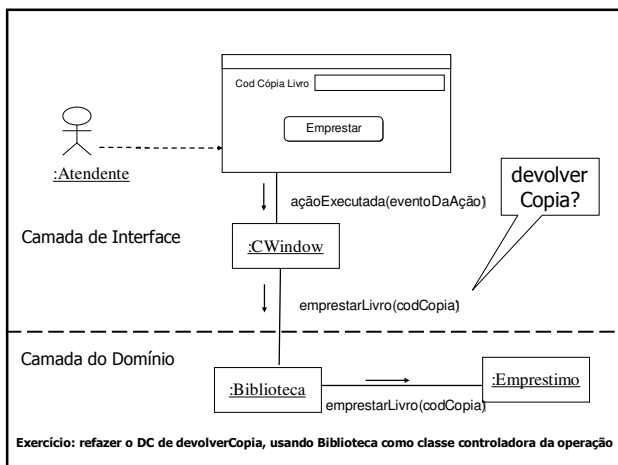 Cod Cópia Livro
Emprestar
:Atendente
devolver
Copia?
açãoExecutada(eventoDaAção)
Camada de Interface
:CWindow
emprestarLivro(codCopia)
Camada do Domínio
:Biblioteca
:Emprestimo
emprestarLivro(codCopia)
Exercício: refazer o DC de devolverCopia, usando Biblioteca como classe controladora da operação